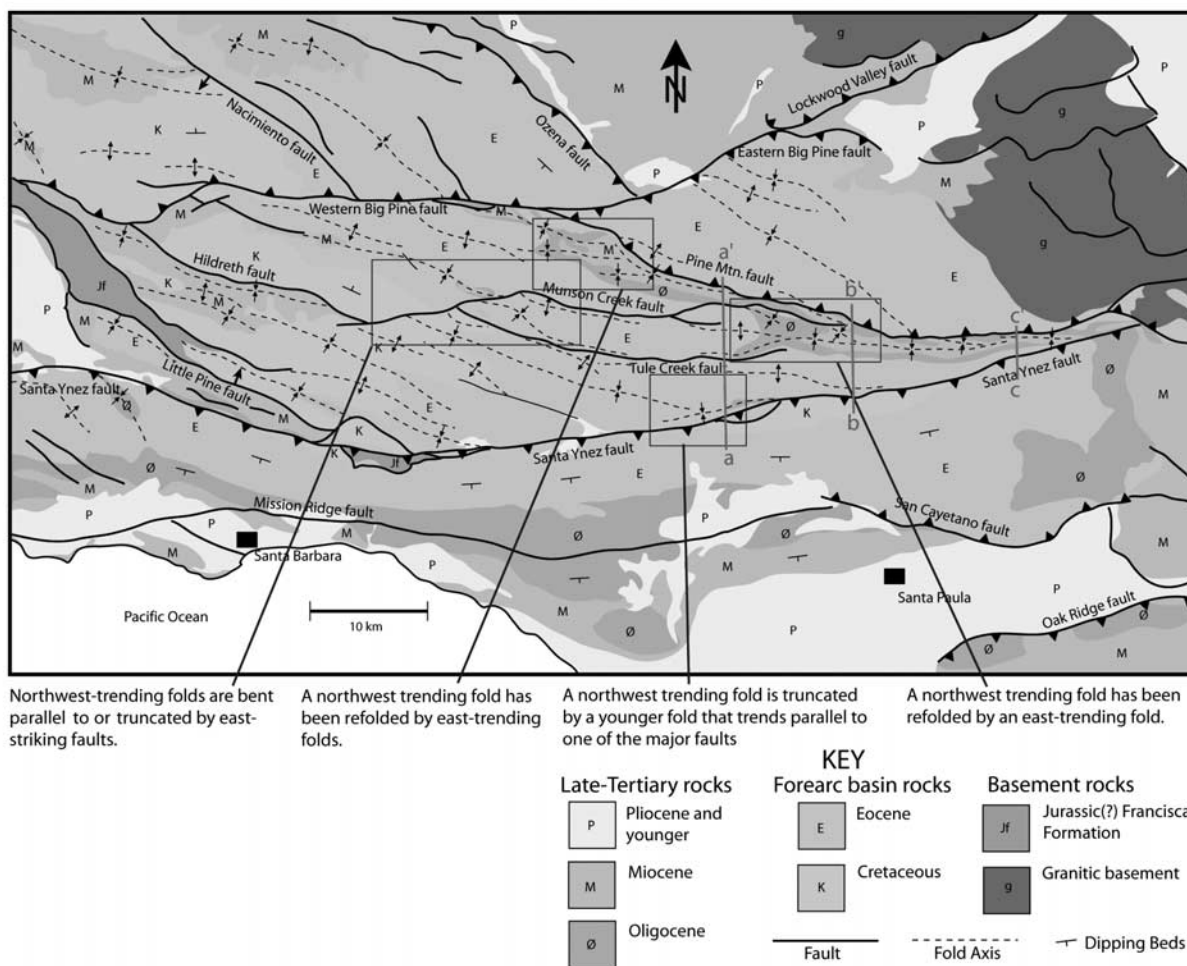 M
M
P
g
P
N
Lockwood Valley fault
M
Nacimiento fault
M
P
K
E
Ozena fault
P
g
M
E
P
Eastern Big Pine fault
M
M
Western Big Pine fault
M
E
g
M
E
M
a'
Pine Mtn. fault
E
K
Hildreth fault
K
M
Ø
b'
Jf
Munson Creek fault
c'
P
M
E
Ø
E
K
Tule Creek fault
c
Santa Ynez fault
Ø
M
M
Santa Ynez fault
Little Pine fault
K
b
Ø
M
E
E
K
Jf
Santa Ynez fault
a
E
Ø
E
E
M
Mission Ridge fault
P
San Cayetano fault
Ø
P
P
M
Ø
Ø
M
Santa Barbara
M
M
P
Santa Paula
P
Pacific Ocean
10 km
M
Ø
P
Oak Ridge fault
Ø
Ø
M
Northwest-trending folds are bent
parallel to or truncated by east-
striking faults.
A northwest trending fold has
been refolded by east-trending
folds.
A northwest trending fold is truncated
by a younger fold that trends parallel to
one of the major faults
A northwest trending fold has been
refolded by an east-trending fold.
KEY
Late-Tertiary rocks
P
Pliocene and
younger
M
Miocene
Ø
Oligocene
Forearc basin rocks
E
Eocene
K
Cretaceous
Basement rocks
Jf
Jurassic(?) Francisca
Formation
g
Granitic basement
Fault
Fold Axis
Dipping Beds